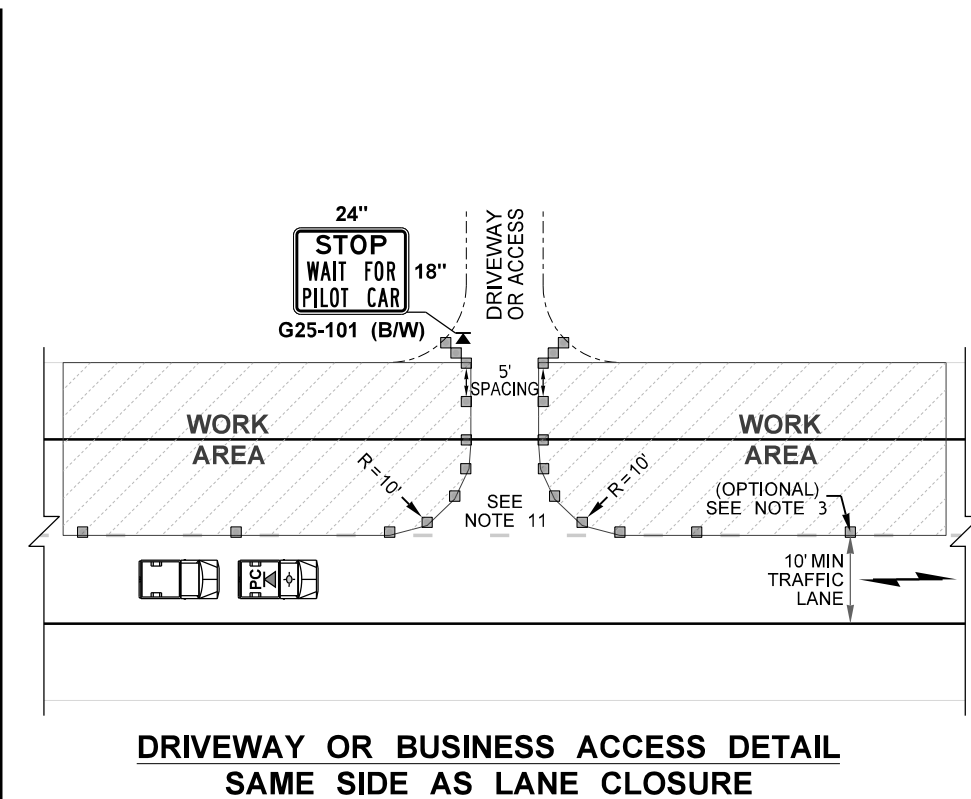 24"
STOP
WAIT FOR
PILOT CAR
18"
G25-101 (B/W)
DRIVEWAY
OR ACCESS
5'
SPACING
WORK
AREA
WORK
AREA
R=10'
R=10'
SEE
NOTE 11
(OPTIONAL)
SEE NOTE 3
PC
10' MIN
TRAFFIC
LANE
DRIVEWAY OR BUSINESS ACCESS DETAIL
SAME SIDE AS LANE CLOSURE